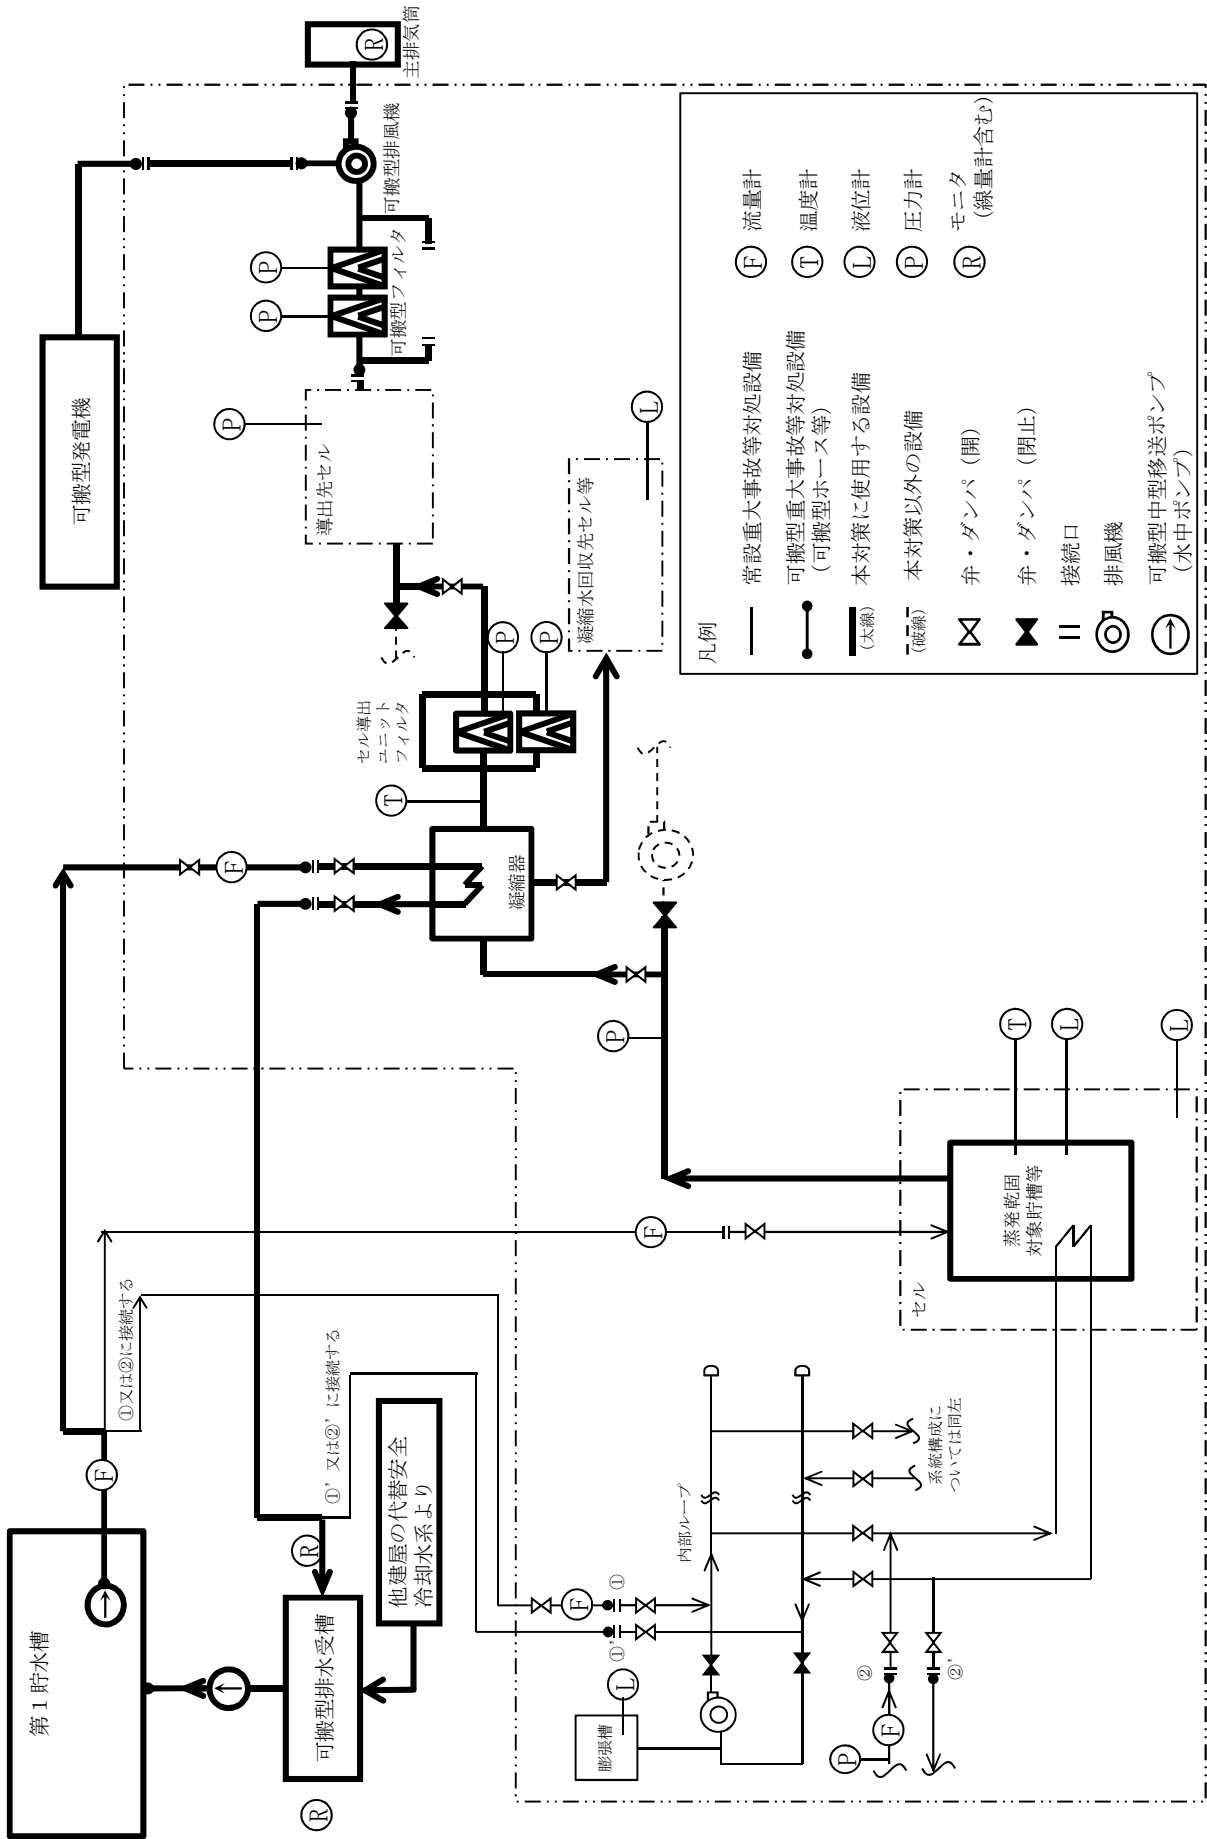 第１貯水槽
F
可搬型排水受槽
R
R
他建屋の代替安全
冷却水系より
①又は②に接続する
①’又は②’に接続する
F
可搬型発電機
主排気筒
R
可搬型排風機
可搬型フィルタ
P
P
導出先セル
P
セル導出
ユニット
フィルタ
P
P
T
凝縮器
凝縮水回収先セル等
L
P
F
セル
蒸発乾固
対象貯槽等
T
L
L
内部ループ
系統構成に
ついては同左
膨張槽
L
F
①
①’
②
②’
F
P
凡例
常設重大事故等対処設備
可搬型重大事故等対処設備
(可搬型ホース等)
(太線)
本対策に使用する設備
(破線)
本対策以外の設備
弁・ダンパ（開）
弁・ダンパ（閉止）
接続口
排風機
可搬型中型移送ポンプ
(水中ポンプ)
F
流量計
T
温度計
L
液位計
P
圧力計
R
モニタ
(線量計含む)